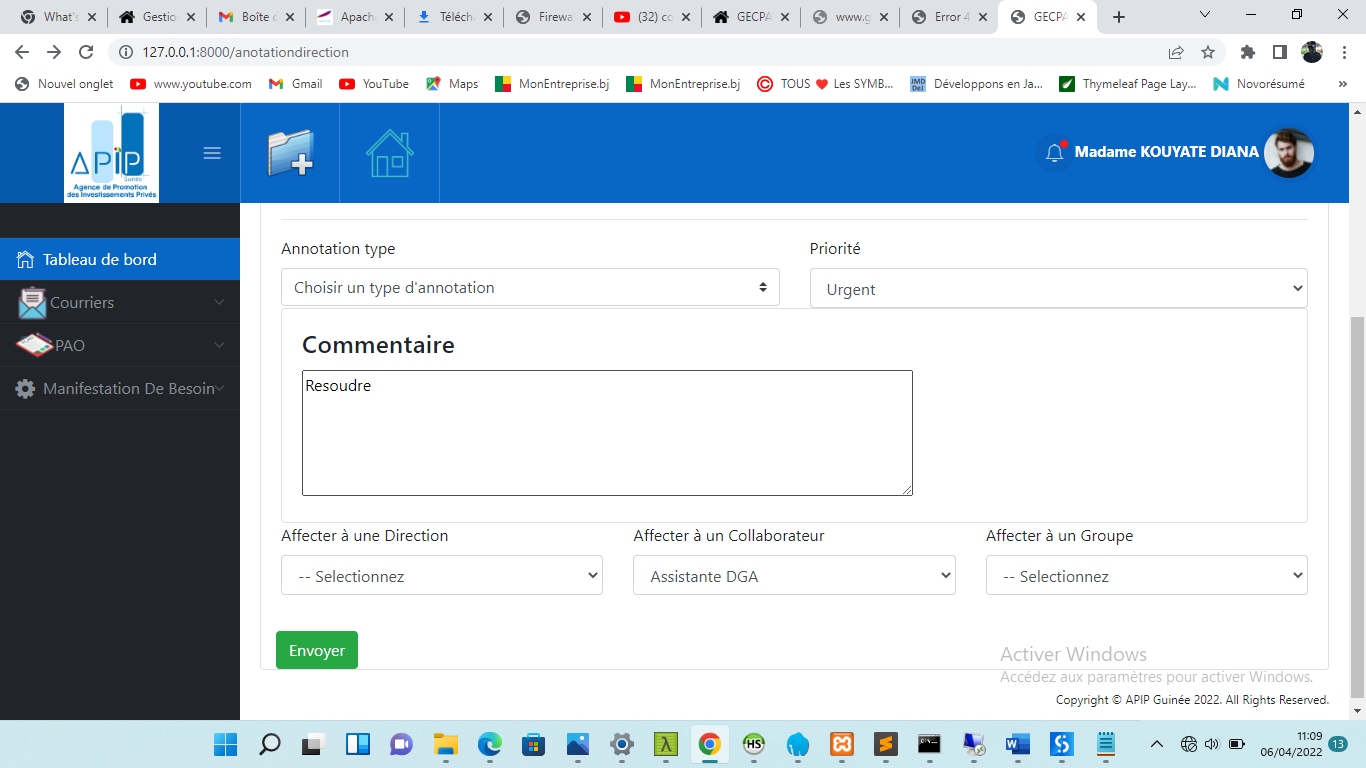 What's
Gestion
Boîte d
Apache
Téléch
Firewa
(32) co
GECPA
www.g
Error 4
GECPA
127.0.0.1:8000/anotationdirection
Nouvel onglet
www.youtube.com
Gmail
YouTube
Maps
MonEntreprise.bj
MonEntreprise.bj
TOUS ♥ Les SYMB...
Développons en Ja...
Thymeleaf Page Lay...
Novorésumé
»
APiP
Guinée
Agence de Promotion
des Investissements Privés
Madame KOUYATE DIANA
Tableau de bord
Courriers
PAO
Manifestation De Besoin
Annotation type
Priorité
Choisir un type d'annotation
Urgent
Commentaire
Resoudre
Affecter à une Direction
Affecter à un Collaborateur
Affecter à un Groupe
-- Selectionnez
Assistante DGA
-- Selectionnez
Envoyer
Activer Windows
Accédez aux paramètres pour activer Windows.
Copyright © APIP Guinée 2022. All Rights Reserved.
11:09
06/04/2022
13